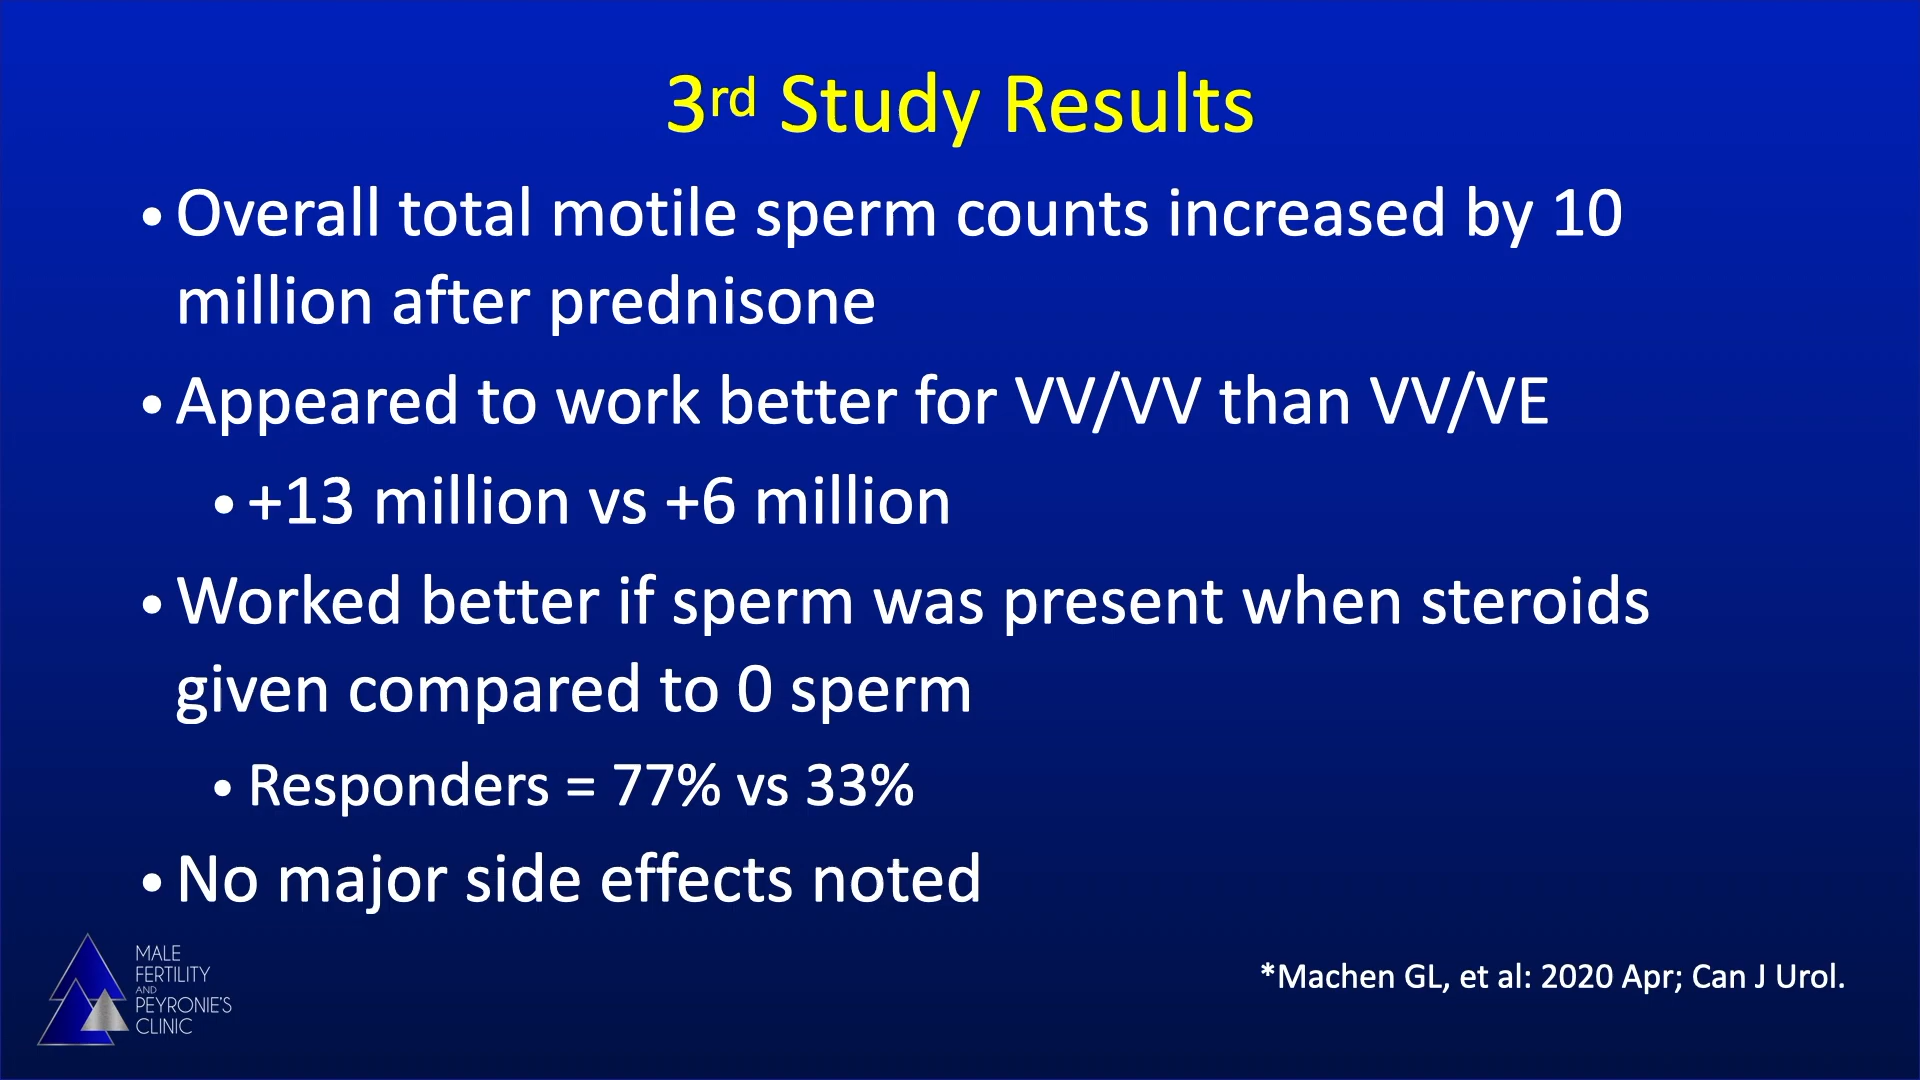 3rd Study Results
• Overall total motile sperm counts increased by 10
million after prednisone
• Appeared to work better for VV/VV than VV/VE
• +13 million vs +6 million
• Worked better if sperm was present when steroids
given compared to 0 sperm
• Responders = 77% vs 33%
• No major side effects noted
MALE
FERTILITY
AND
PEYRONIE'S
CLINIC
*Machen GL, et al: 2020 Apr; Can J Urol.